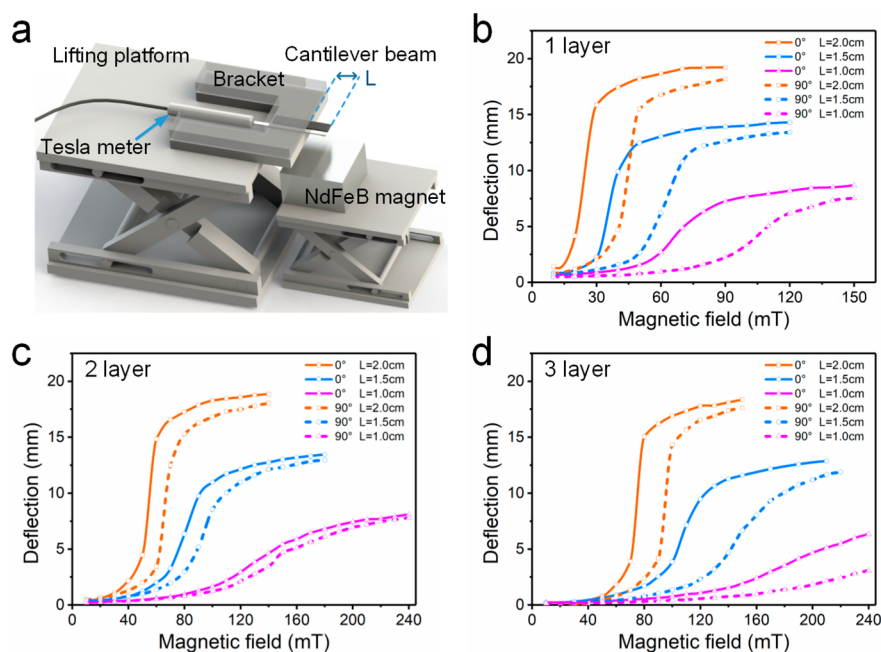 a
Lifting platform
Cantilever beam
Bracket
L
Tesla meter
NdFeB magnet
b
1 layer
0° L=2.0cm
0° L=1.5cm
0° L=1.0cm
90° L=2.0cm
90° L=1.5cm
90° L=1.0cm
Deflection (mm)
20
15
10
5
0
0 30 60 90 120 150
Magnetic field (mT)
c
2 layer
0° L=2.0cm
0° L=1.5cm
0° L=1.0cm
90° L=2.0cm
90° L=1.5cm
90° L=1.0cm
Deflection (mm)
20
15
10
5
0
0 40 80 120 160 200 240
Magnetic field (mT)
d
3 layer
0° L=2.0cm
0° L=1.5cm
0° L=1.0cm
90° L=2.0cm
90° L=1.5cm
90° L=1.0cm
Deflection (mm)
20
15
10
5
0
0 40 80 120 160 200 240
Magnetic field (mT)